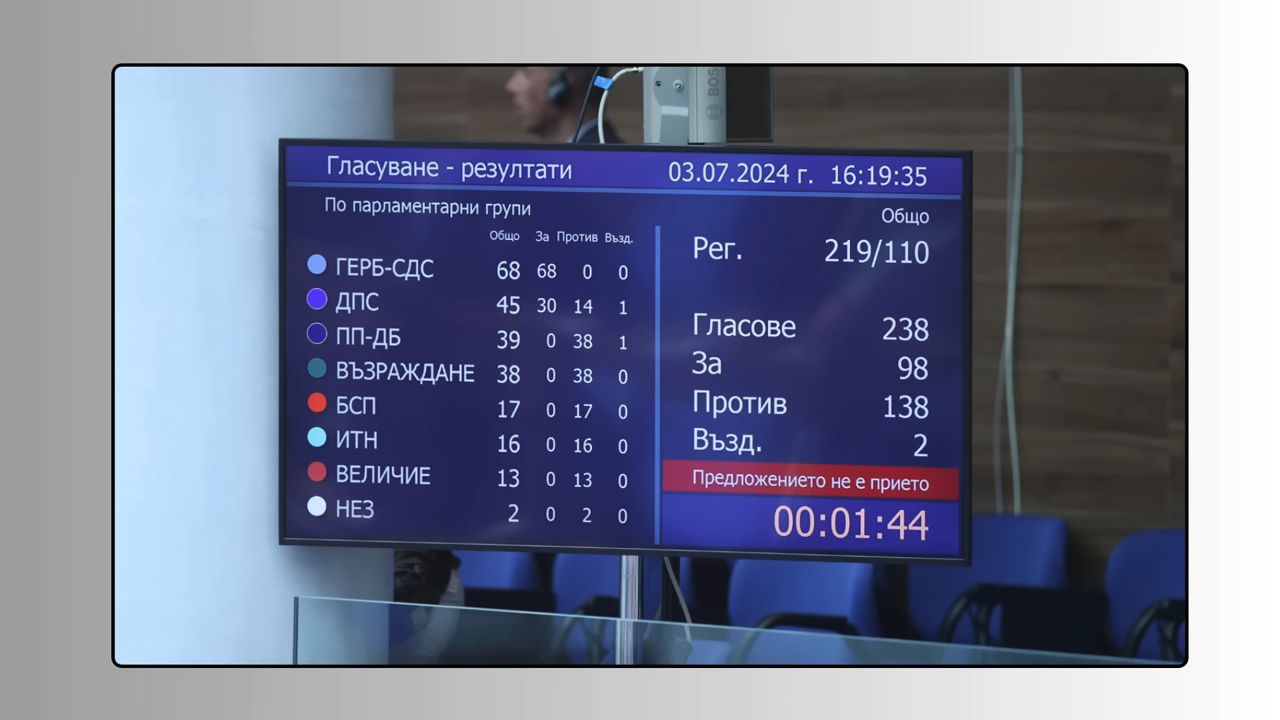 BOS
Гласуване - резултати 03.07.2024 г. 16:19:35
По парламентарни групи
Общо За Против Възд.
ГЕРБ-СДС 68 68 0 0
ДПС 45 30 14 1
ПП-ДБ 39 0 38 1
ВЪЗРАЖДАНЕ 38 0 38 0
БСП 17 0 17 0
ИТН 16 0 16 0
ВЕЛИЧИЕ 13 0 13 0
НЕЗ 2 0 2 0
Общо
Рег. 219/110
Гласове 238
За 98
Против 138
Възд. 2
Предложението не е прието
00:01:44